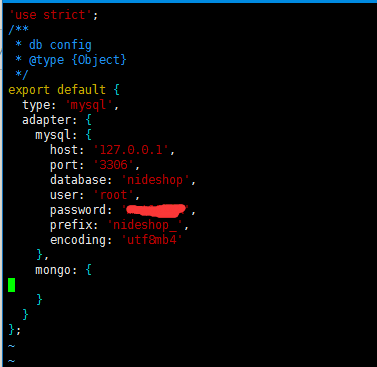 'use strict';
/**
 * db config
 * @type {Object}
 */
export default {
  type: 'mysql',
  adapter: {
    mysql: {
      host: '127.0.0.1',
      port: '3306',
      database: 'nideshop',
      user: 'root',
      password: '',
      prefix: 'nideshop_',
      encoding: 'utf8mb4'
    },
    mongo: {

    }
  }
};
~
~